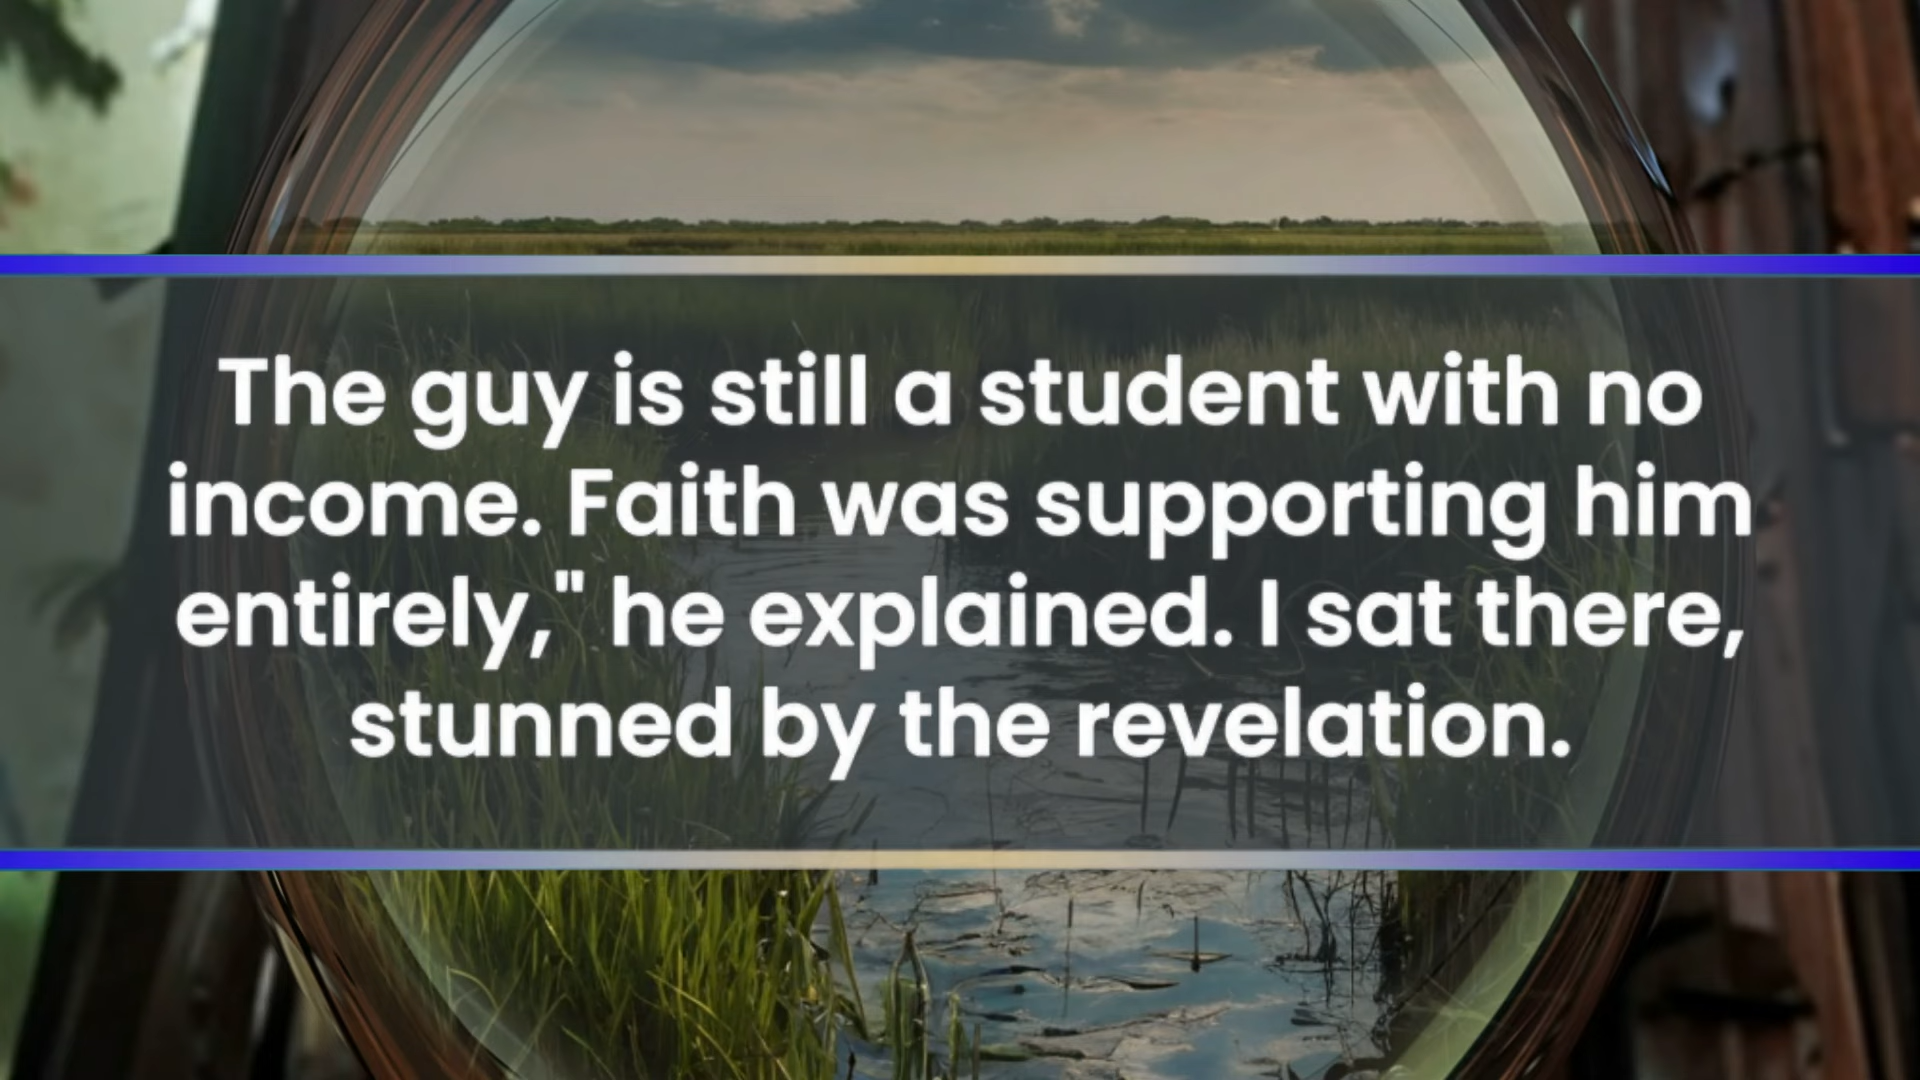 The guy is still a student with no
income. Faith was supporting him
entirely," he explained. I sat there,
stunned by the revelation.